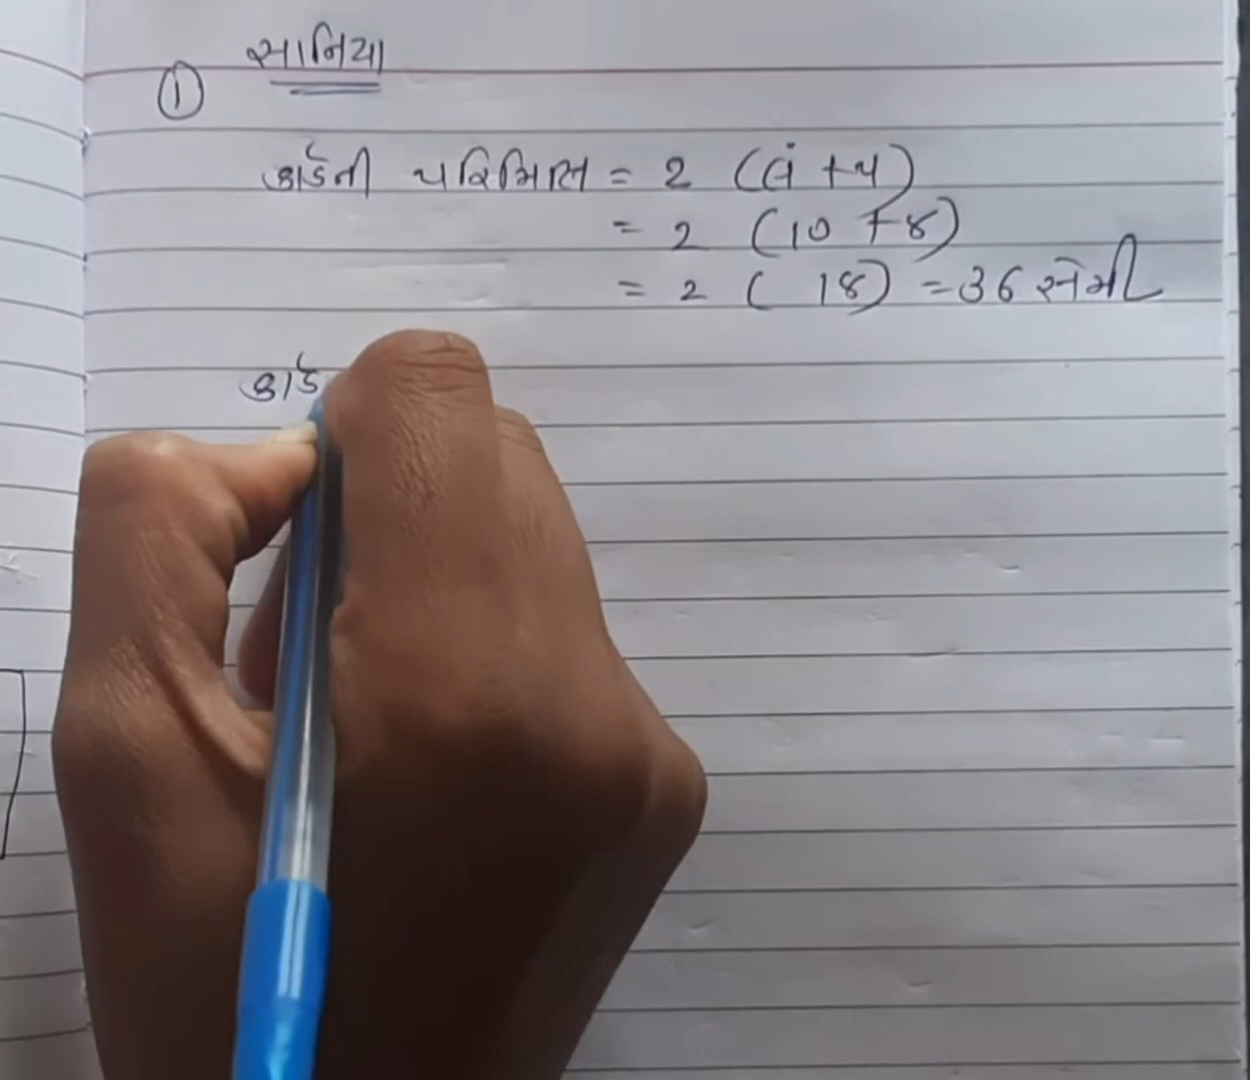 સાનિયા
①
કાર્ડની પરિમિતિ = 2 (લં + પ)
= 2 (10 + 8)
= 2 ( 18) = 36 સેમી
કાર્ડ